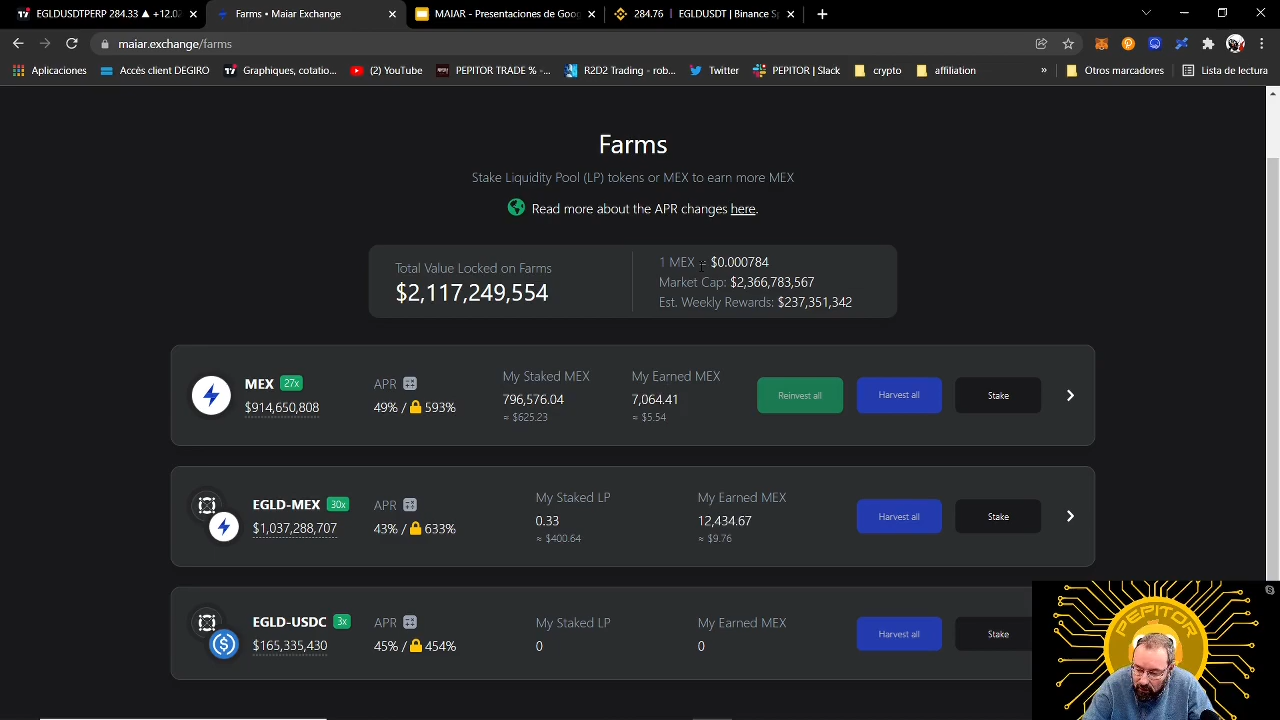 EGLDUSDTPERP 284.33 ▲ +12.0
Farms • Maiar Exchange
MAIAR - Presentaciones de Goo
284.76 | EGLDUSDT | Binance Sp
maiar.exchange/farms
Aplicaciones
Accés client DEGIRO
Graphiques, cotatio...
(2) YouTube
PEPITOR TRADE % -...
R2D2 Trading - rob...
Twitter
PEPITOR | Slack
crypto
affiliation
»
Otros marcadores
Lista de lectura
Farms
Stake Liquidity Pool (LP) tokens or MEX to earn more MEX
Read more about the APR changes here.
Total Value Locked on Farms
$2,117,249,554
1 MEX = $0.000784
Market Cap: $2,366,783,567
Est. Weekly Rewards: $237,351,342
MEX 27x
$914,650,808
APR
49% / 593%
My Staked MEX
796,576.04
≈ $625.23
My Earned MEX
7,064.41
≈ $5.54
Reinvest all
Harvest all
Stake
EGLD-MEX 30x
$1,037,288,707
APR
43% / 633%
My Staked LP
0.33
≈ $400.64
My Earned MEX
12,434.67
≈ $9.76
Harvest all
Stake
EGLD-USDC 3x
$165,335,430
APR
45% / 454%
My Staked LP
0
My Earned MEX
0
Harvest all
Stake
PEPITOR